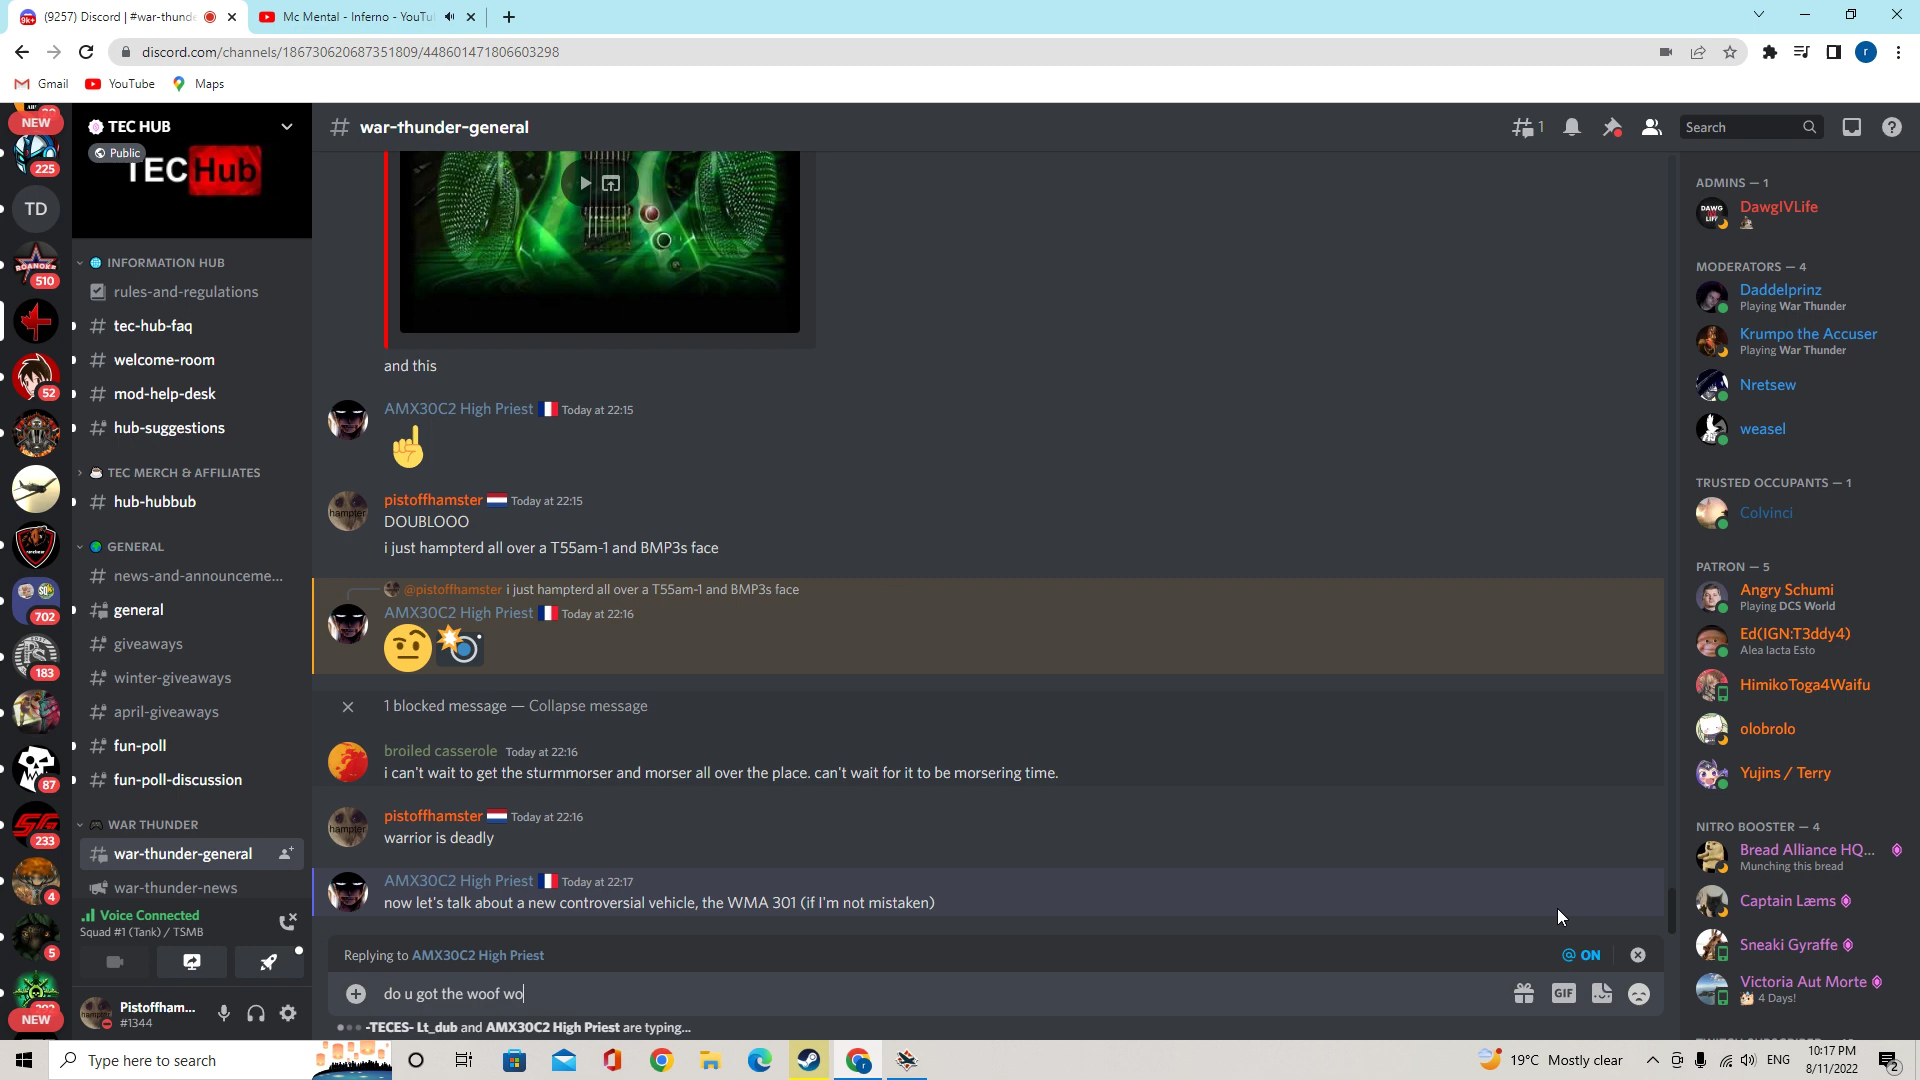 (9257) Discord | #war-thund
Mc Mental - Inferno - YouTu
discord.com/channels/186730620687351809/448601471806603298
r
Gmail
YouTube
Maps
NEW
225
TD
510
52
702
183
87
233
4
5
NEW
TEC HUB
Public
TEC Hub
INFORMATION HUB
rules-and-regulations
tec-hub-faq
welcome-room
mod-help-desk
hub-suggestions
TEC MERCH & AFFILIATES
hub-hubbub
GENERAL
news-and-announceme...
general
giveaways
winter-giveaways
april-giveaways
fun-poll
fun-poll-discussion
WAR THUNDER
war-thunder-general
war-thunder-news
Voice Connected
Squad #1 (Tank) / TSMB
Pistoffham...
#1344
war-thunder-general
1
Search
and this
AMX30C2 High Priest Today at 22:15
pistoffhamster Today at 22:15
hampter
DOUBLOOO
i just hampterd all over a T55am-1 and BMP3s face
@pistoffhamster i just hampterd all over a T55am-1 and BMP3s face
AMX30C2 High Priest Today at 22:16
1 blocked message — Collapse message
broiled casserole Today at 22:16
i can't wait to get the sturmmorser and morser all over the place. can't wait for it to be morsering time.
pistoffhamster Today at 22:16
hampter
warrior is deadly
AMX30C2 High Priest Today at 22:17
now let's talk about a new controversial vehicle, the WMA 301 (if I'm not mistaken)
Replying to AMX30C2 High Priest
@ ON
do u got the woof wo
GIF
-TECES- Lt_dub and AMX30C2 High Priest are typing...
ADMINS — 1
DawgIVLife
MODERATORS — 4
Daddelprinz
Playing War Thunder
Krumpo the Accuser
Playing War Thunder
Nretsew
weasel
TRUSTED OCCUPANTS — 1
Colvinci
PATRON — 5
Angry Schumi
Playing DCS World
Ed(IGN:T3ddy4)
Alea Iacta Esto
HimikoToga4Waifu
olobrolo
Yujins / Terry
NITRO BOOSTER — 4
Bread Alliance HQ...
Munching this bread
Captain Læms
Sneaki Gyraffe
Victoria Aut Morte
4 Days!
Type here to search
19°C Mostly clear
ENG
10:17 PM
8/11/2022
2